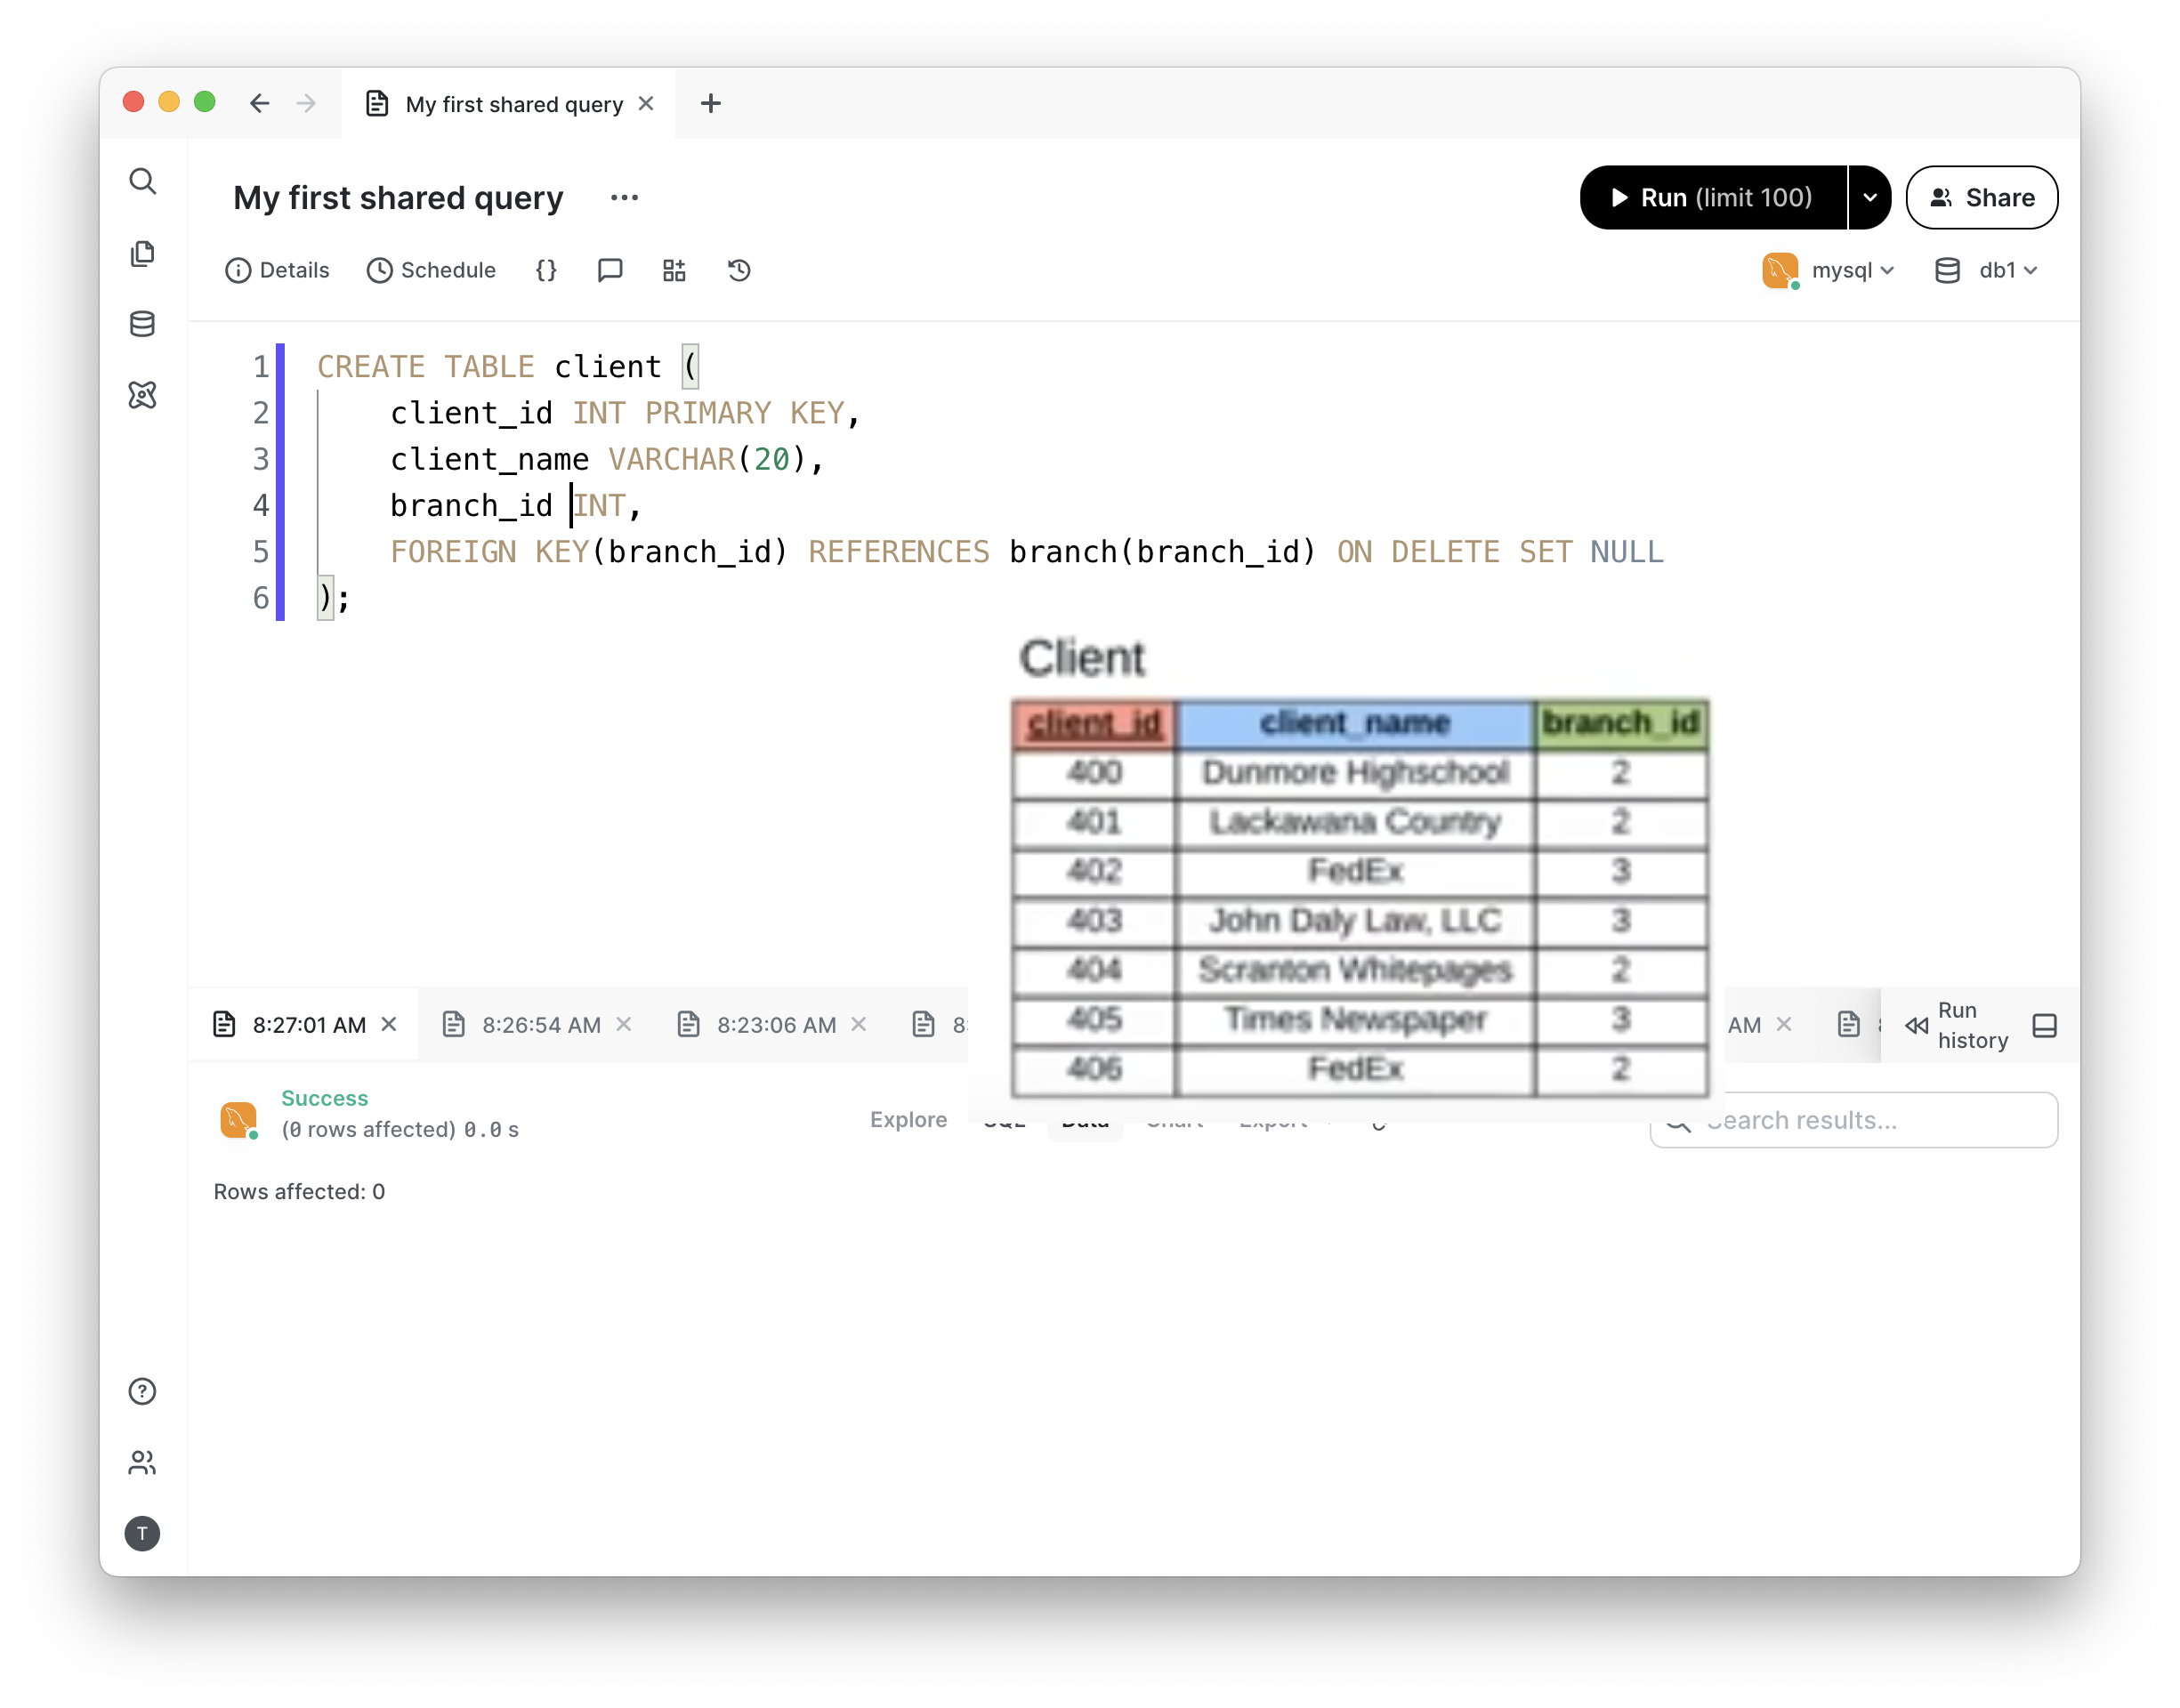 My first shared query
My first shared query
Run (limit 100)
Share
Details
Schedule
{}
mysql
db1
1 CREATE TABLE client (
2 client_id INT PRIMARY KEY,
3 client_name VARCHAR(20),
4 branch_id INT,
5 FOREIGN KEY(branch_id) REFERENCES branch(branch_id) ON DELETE SET NULL
6 );
Client
client_id client_name branch_id
400 Dunmore Highschool 2
401 Lackawana Country 2
402 FedEx 3
403 John Daly Law, LLC 3
404 Scranton Whitepages 2
405 Times Newspaper 3
406 FedEx 2
8:27:01 AM
8:26:54 AM
8:23:06 AM
8:
AM
Run
history
Success
(0 rows affected) 0.0 s
Explore
SQL
Data
Chart
Export
Search results...
Rows affected: 0
T